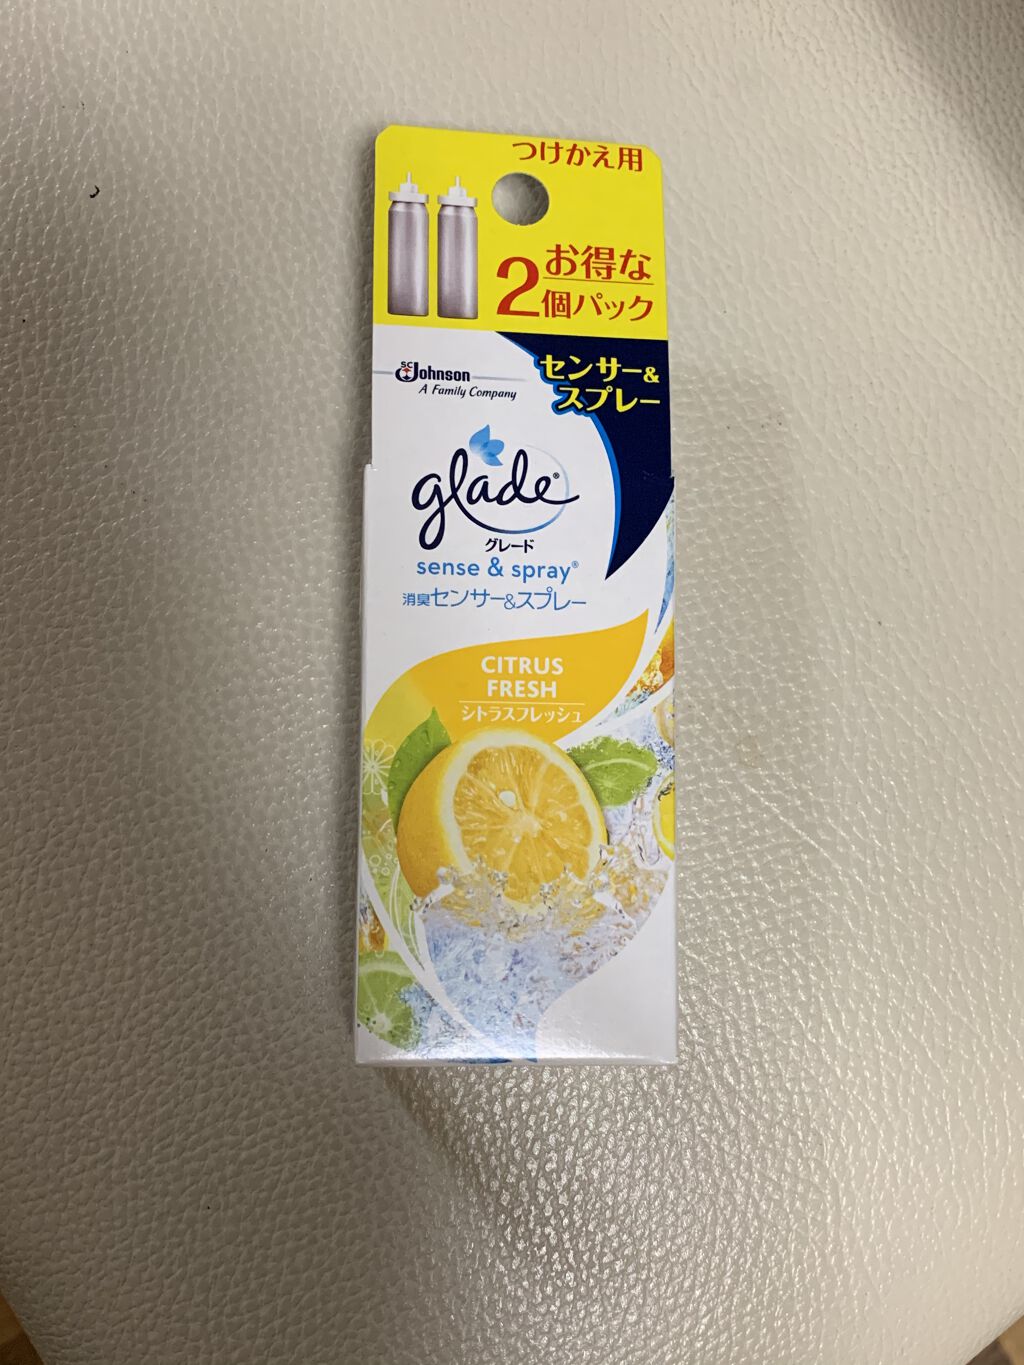 つけかえ用
お得な
2個パック
SC Johnson
A Family Company
センサー&
スプレー
glade®
グレード
sense & spray®
消臭センサー&スプレー
CITRUS
FRESH
シトラスフレッシュ